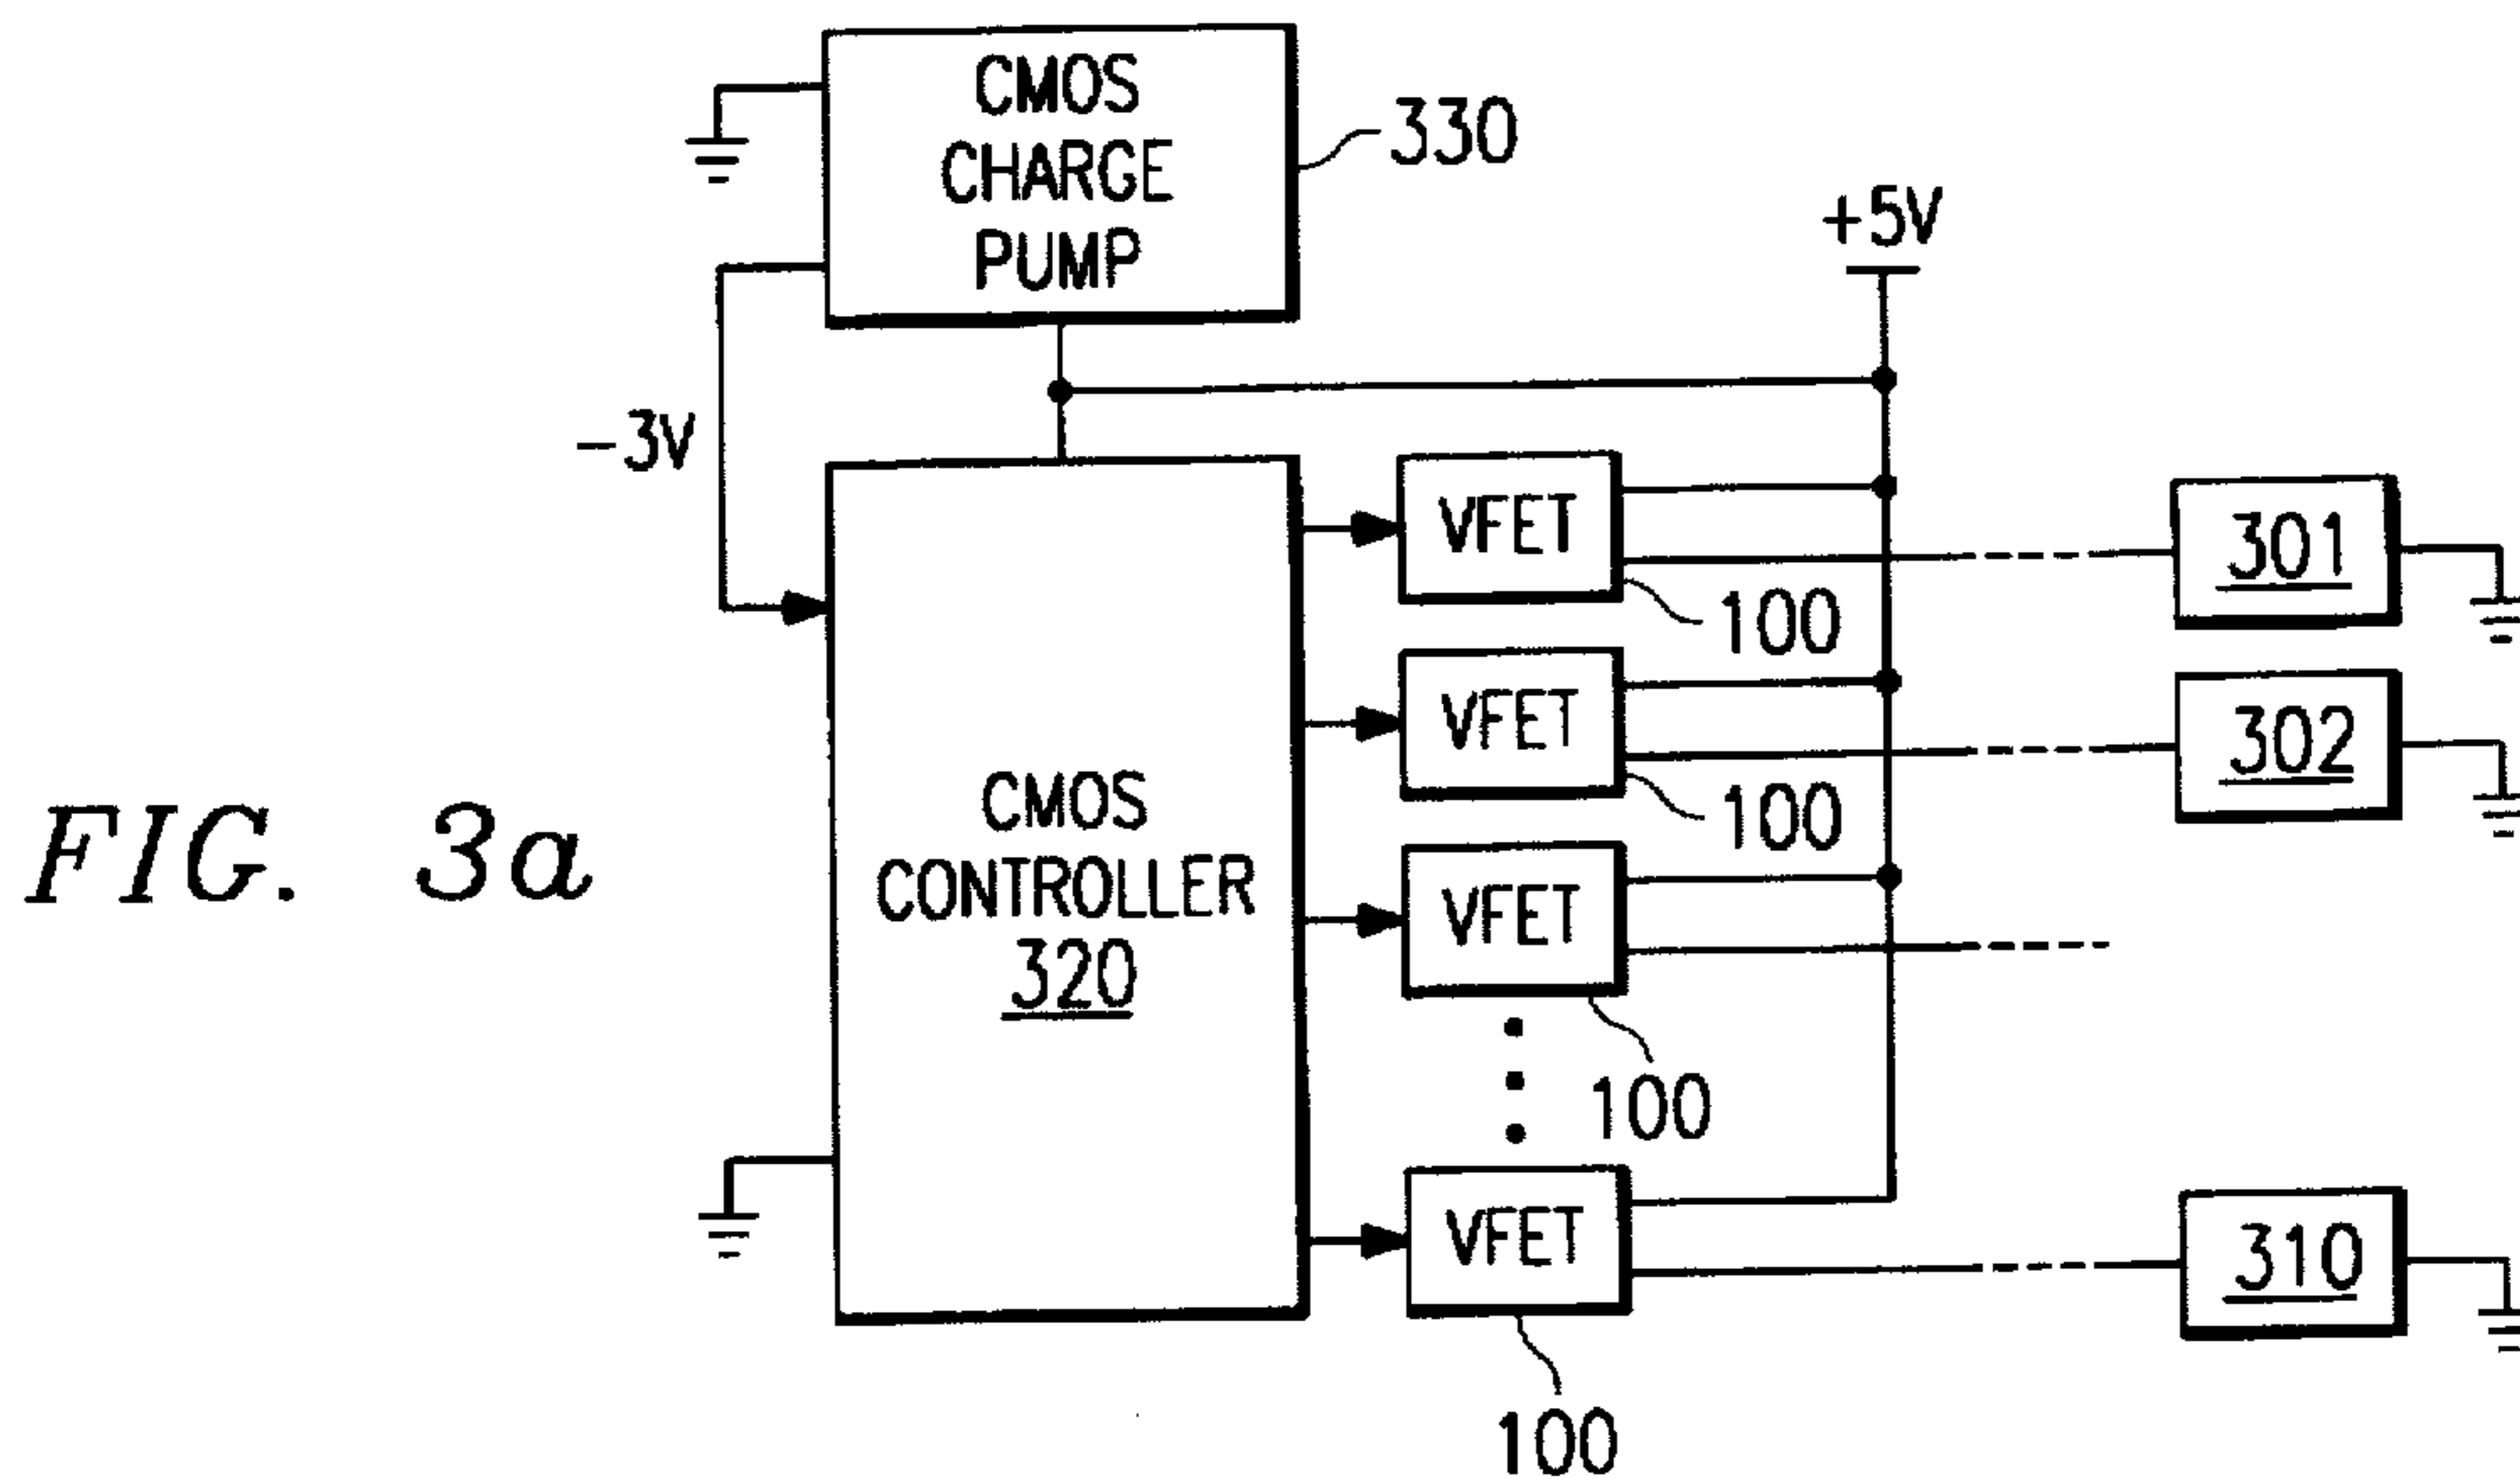 CMOS
CHARGE
PUMP
330
+5V
-3V
VFET
301
100
VFET
302
100
FIG. 3a
CMOS
CONTROLLER
320
VFET
100
VFET
310
100